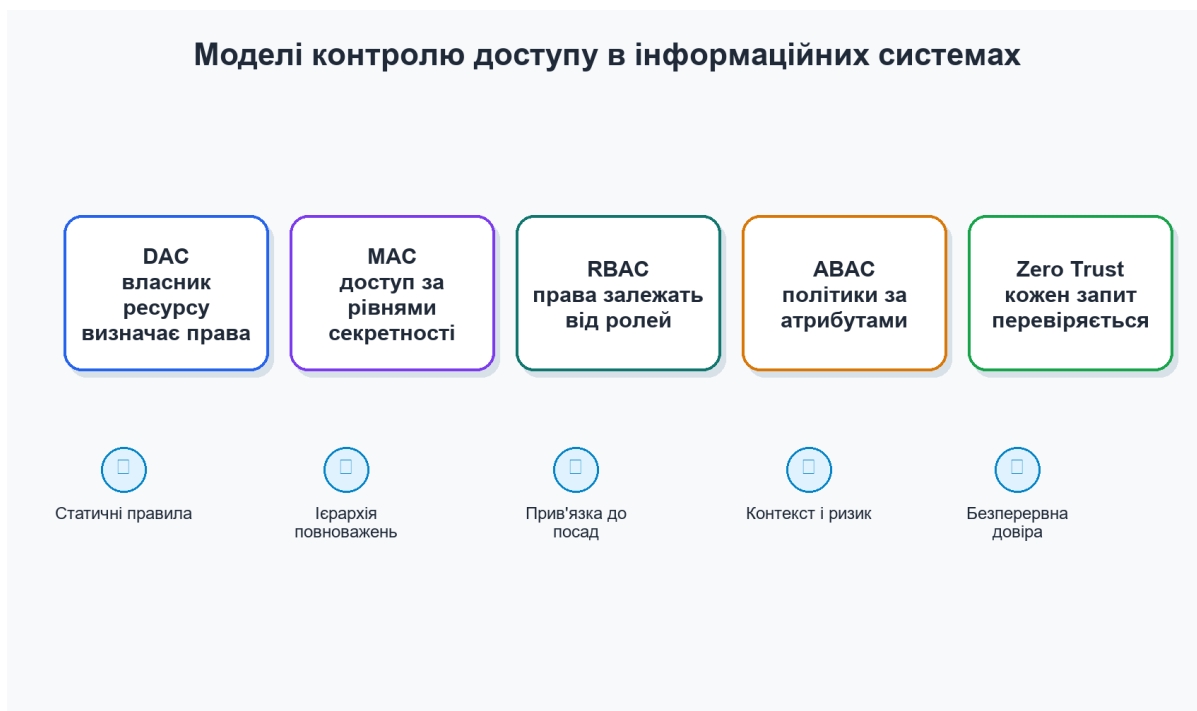 Моделі контролю доступу в інформаційних системах
DAC
власник
ресурсу
визначає права
MAC
доступ за
рівнями
секретності
RBAC
права залежать
від ролей
ABAC
політики за
атрибутами
Zero Trust
кожен запит
перевіряється
Статичні правила
Ієрархія
повноважень
Прив'язка до
посад
Контекст і ризик
Безперервна
довіра